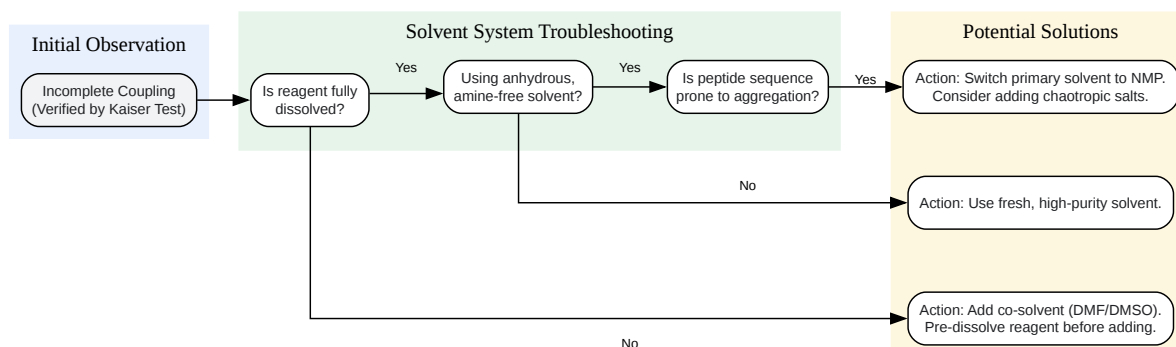 Initial Observation
Solvent System Troubleshooting
Potential Solutions
Incomplete Coupling
(Verified by Kaiser Test)
Is reagent fully
dissolved?
Yes
Using anhydrous,
amine-free solvent?
Yes
Is peptide sequence
prone to aggregation?
Yes
Action: Switch primary solvent to NMP.
Consider adding chaotropic salts.
No
Action: Use fresh, high-purity solvent.
No
Action: Add co-solvent (DMF/DMSO).
Pre-dissolve reagent before adding.